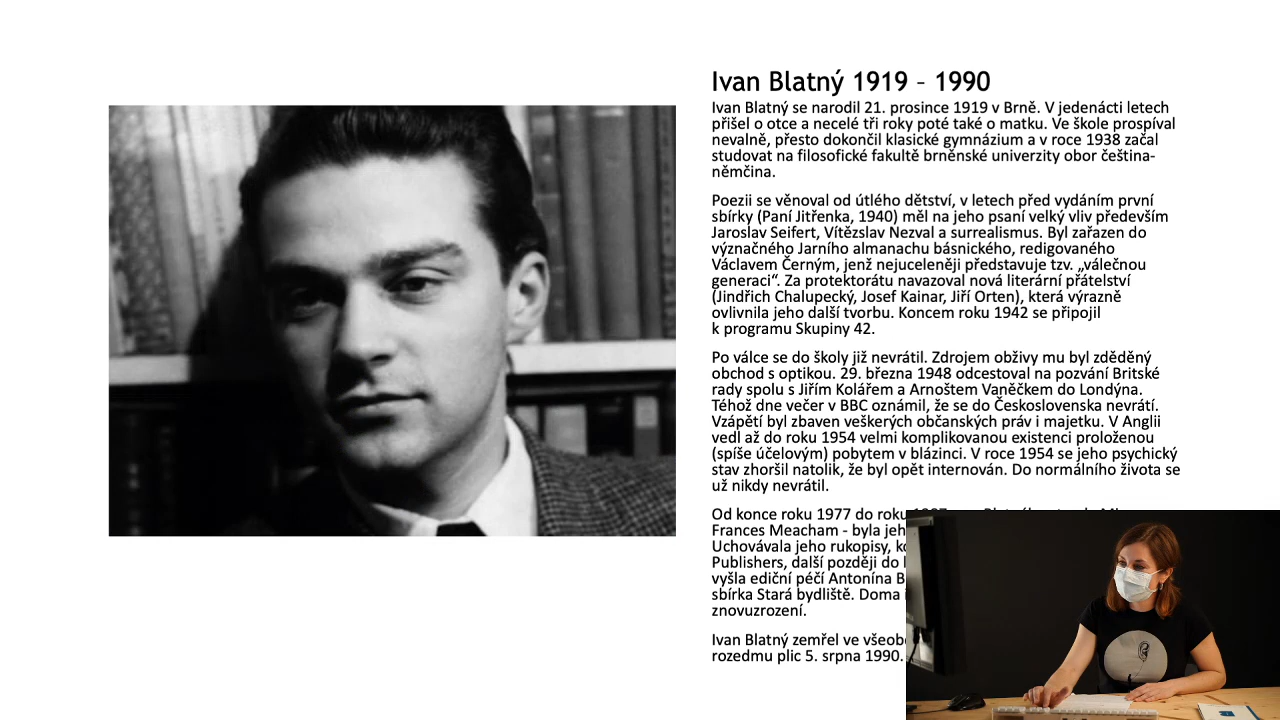 Ivan Blatný 1919 – 1990
Ivan Blatný se narodil 21. prosince 1919 v Brně. V jedenácti letech
přišel o otce a necelé tři roky poté také o matku. Ve škole prospíval
nevalně, přesto dokončil klasické gymnázium a v roce 1938 začal
studovat na filosofické fakultě brněnské univerzity obor čeština-
němčina.
Poezii se věnoval od útlého dětství, v letech před vydáním první
sbírky (Paní Jitřenka, 1940) měl na jeho psaní velký vliv především
Jaroslav Seifert, Vítězslav Nezval a surrealismus. Byl zařazen do
význačného Jarního almanachu básnického, redigovaného
Václavem Černým, jenž nejuceleněji představuje tzv. „válečnou
generaci“. Za protektorátu navazoval nová literární přátelství
(Jindřich Chalupecký, Josef Kainar, Jiří Orten), která výrazně
ovlivnila jeho další tvorbu. Koncem roku 1942 se připojil
k programu Skupiny 42.
Po válce se do školy již nevrátil. Zdrojem obživy mu byl zděděný
obchod s optikou. 29. března 1948 odcestoval na pozvání Britské
rady spolu s Jiřím Kolářem a Arnoštem Vaněčkem do Londýna.
Téhož dne večer v BBC oznámil, že se do Československa nevrátí.
Vzápětí byl zbaven veškerých občanských práv i majetku. V Anglii
vedl až do roku 1954 velmi komplikovanou existenci proloženou
(spíše účelovým) pobytem v blázinci. V roce 1954 se jeho psychický
stav zhoršil natolik, že byl opět internován. Do normálního života se
už nikdy nevrátil.
Od konce roku 1977 do roku
Frances Meacham - byla jeh
Uchovávala jeho rukopisy,
Publishers, další později do
vyšla ediční péčí Antonína B
sbírka Stará bydliště. Doma
znovuzrození.
Ivan Blatný zemřel ve
rozedmu plic 5. srpna 1990.